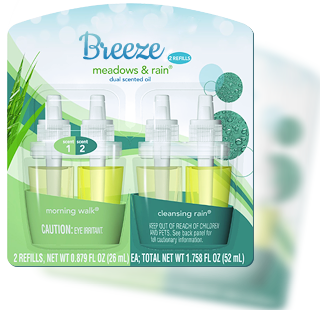 Breeze
2 REFILLS
meadows & rain®
dual scented oil
scent 1
scent 2
morning walk®
cleansing rain®
CAUTION: EYE IRRITANT
KEEP OUT OF REACH OF CHILDREN
AND PETS. See back panel for
full cautionary information.
2 REFILLS, NET WT 0.879 FL OZ (26 mL) EA; TOTAL NET WT 1.758 FL OZ (52 mL)